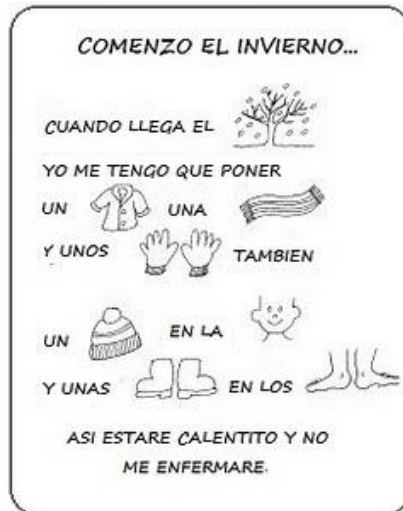 COMENZO EL INVIERNO...
CUANDO LLEGA EL
YO ME TENGO QUE PONER
UN UNA
Y UNOS TAMBIEN
UN EN LA
Y UNAS EN LOS
ASI ESTARE CALENTITO Y NO
ME ENFERMARE.